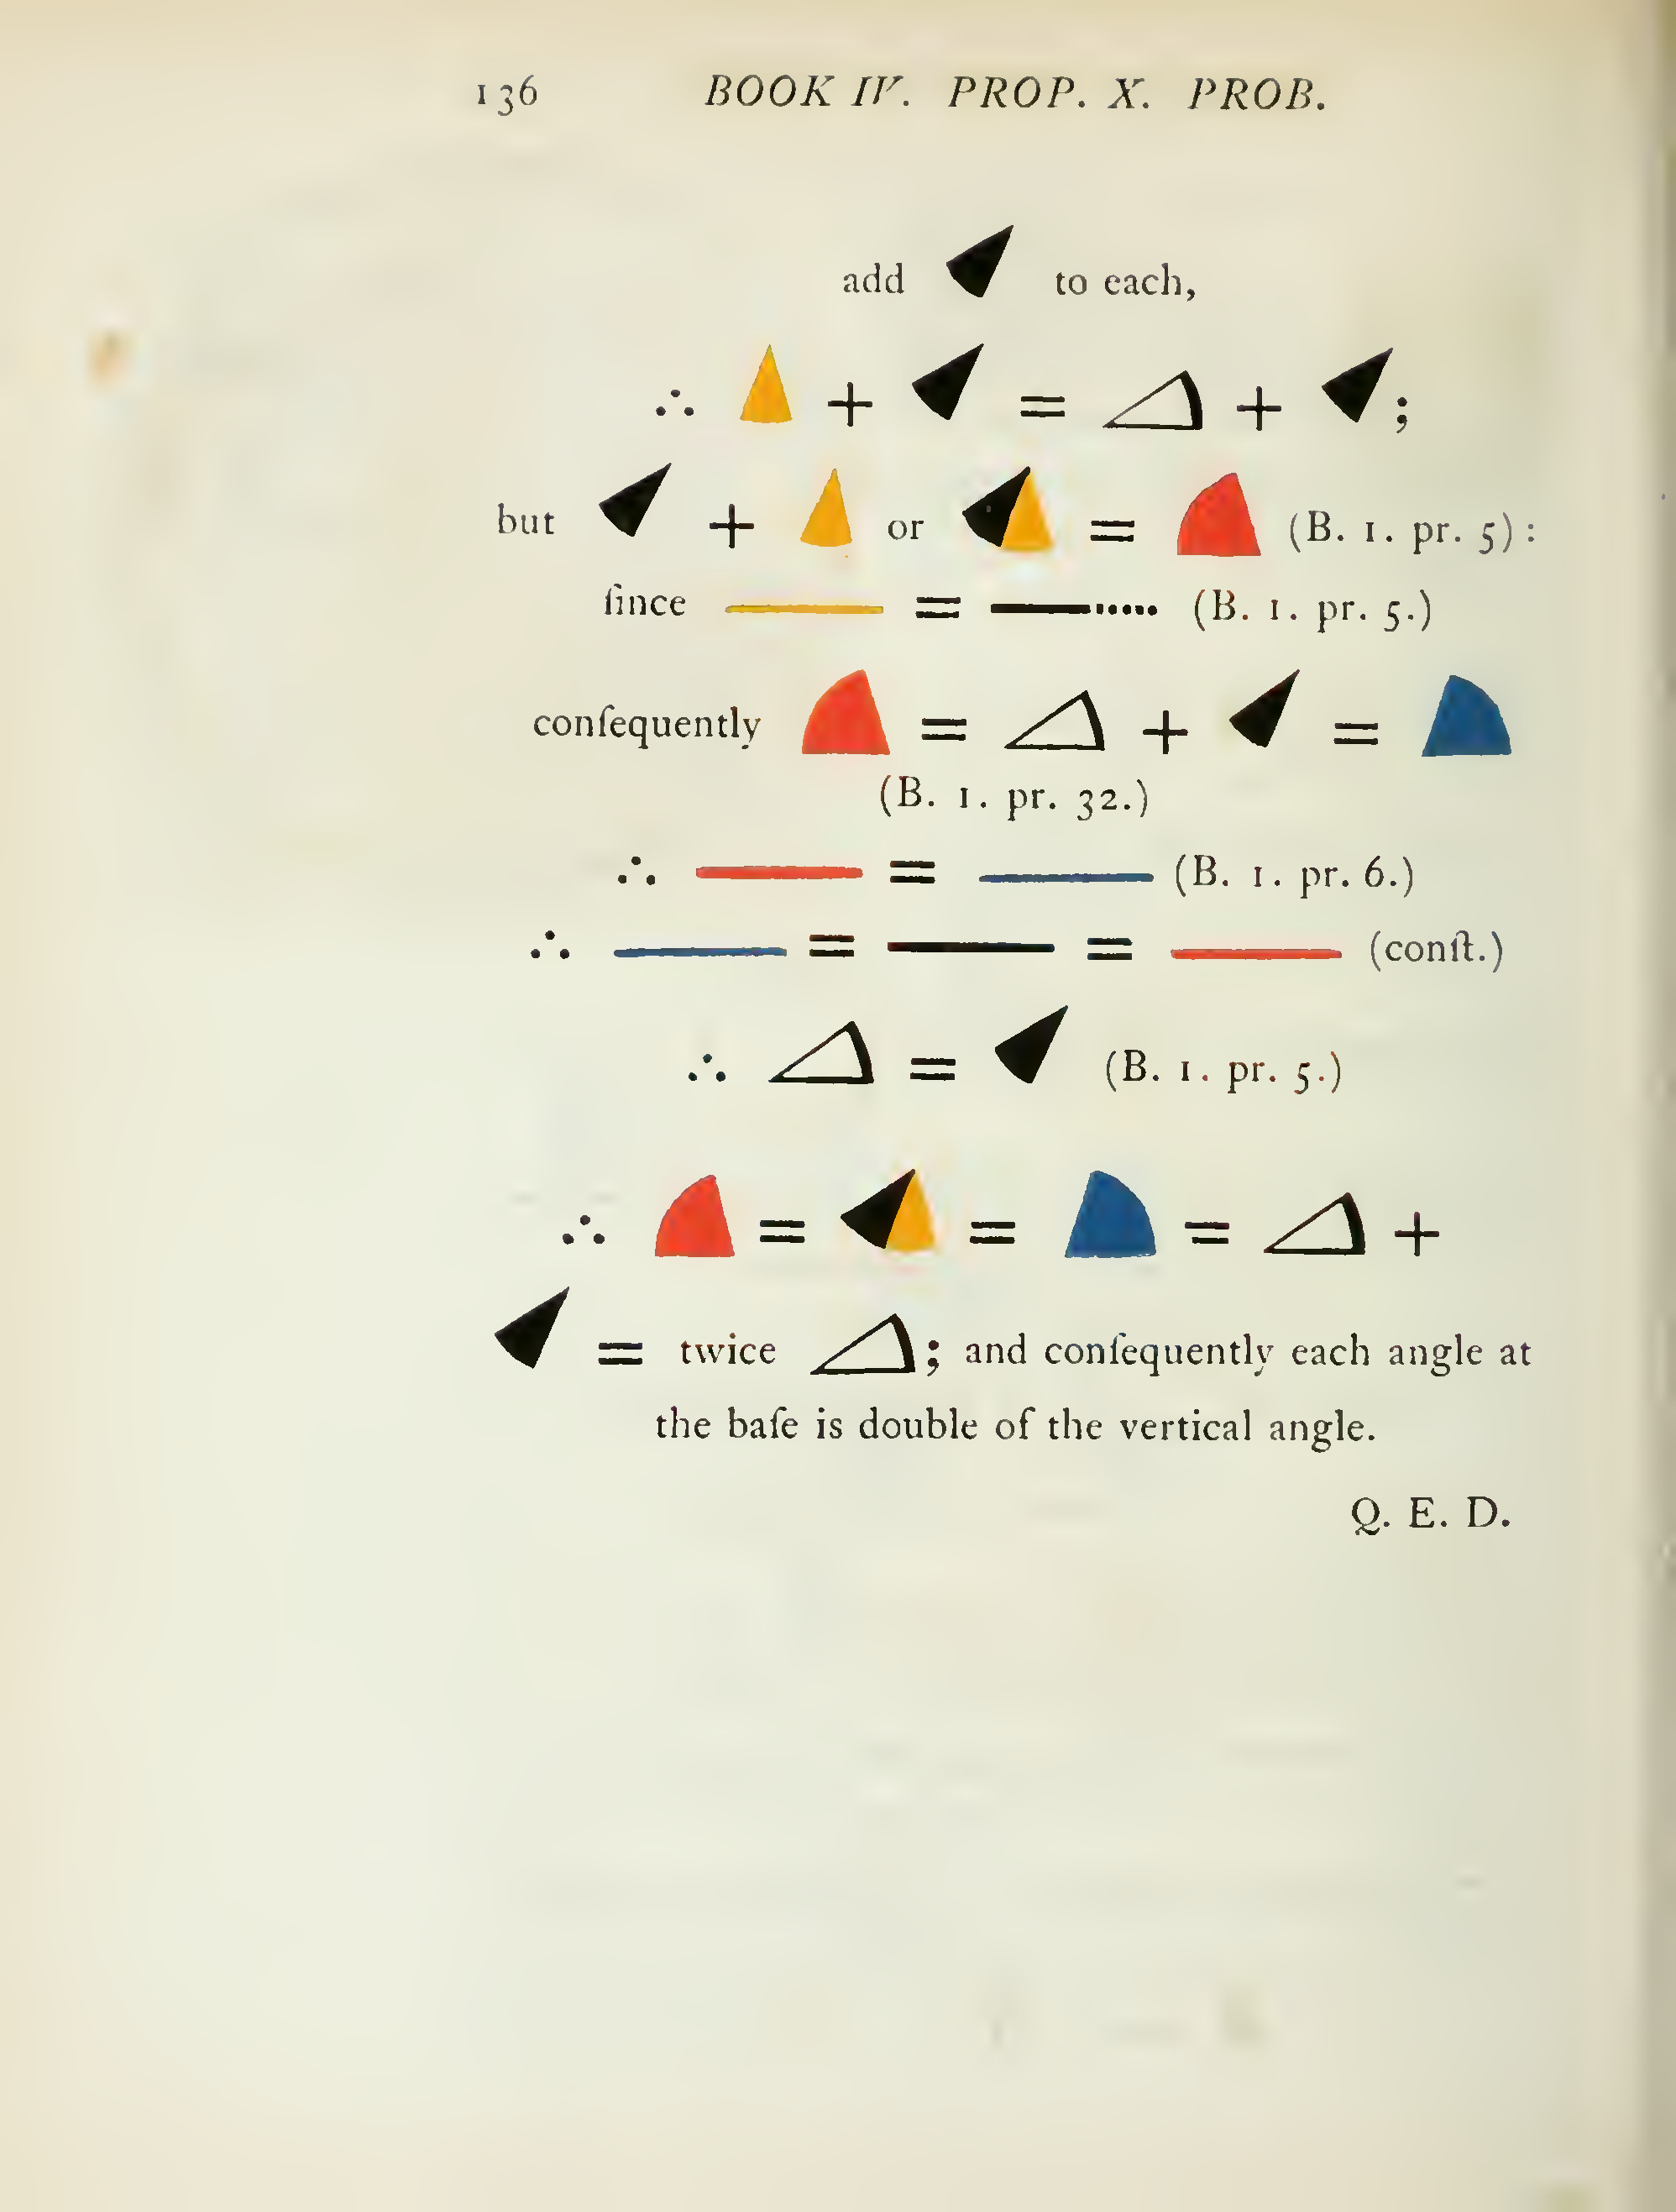 136 BOOK IV. PROP. X. PROB.
add to each,
∴ + = + ;
but + or = (B. 1. pr. 5) :
ſince = (B. 1. pr. 5.)
conſequently = + =
(B. 1. pr. 32.)
∴ = (B. 1. pr. 6.)
∴ = = (conſt.)
∴ = (B. 1. pr. 5.)
∴ = = = +
= twice ; and conſequently each angle at
the baſe is double of the vertical angle.
Q. E. D.